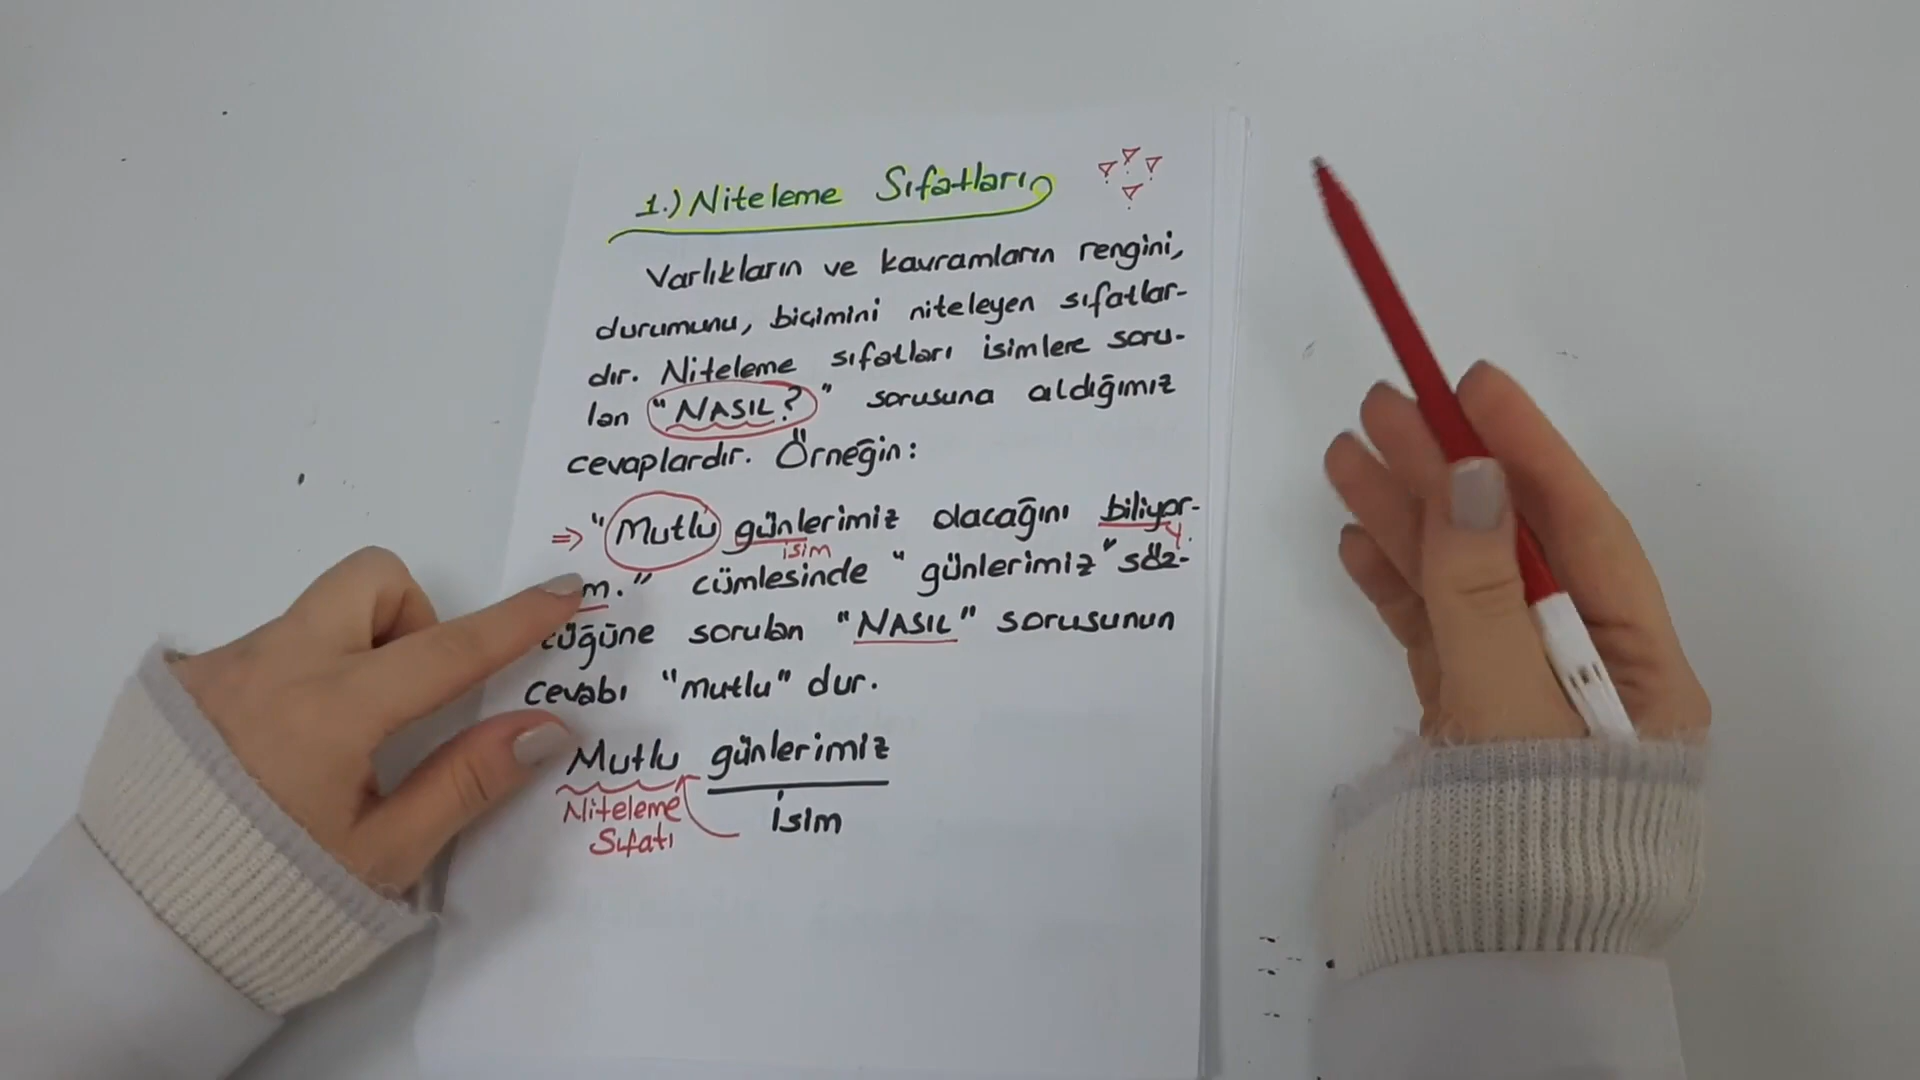 1.) Niteleme Sıfatları
Varlıkların ve kavramların rengini,
durumunu, biçimini niteleyen sıfatlar-
dır. Niteleme sıfatları isimlere soru-
lan "NASIL?" sorusuna aldığımız
cevaplardır. Örneğin:
⇒ "Mutlu günlerimiz olacağını biliyor-
isim y.
m." cümlesinde "günlerimiz" söz-
cüğüne sorulan "NASIL" sorusunun
cevabı "mutlu" dur.
Mutlu günlerimiz
Niteleme Sıfatı
İsim